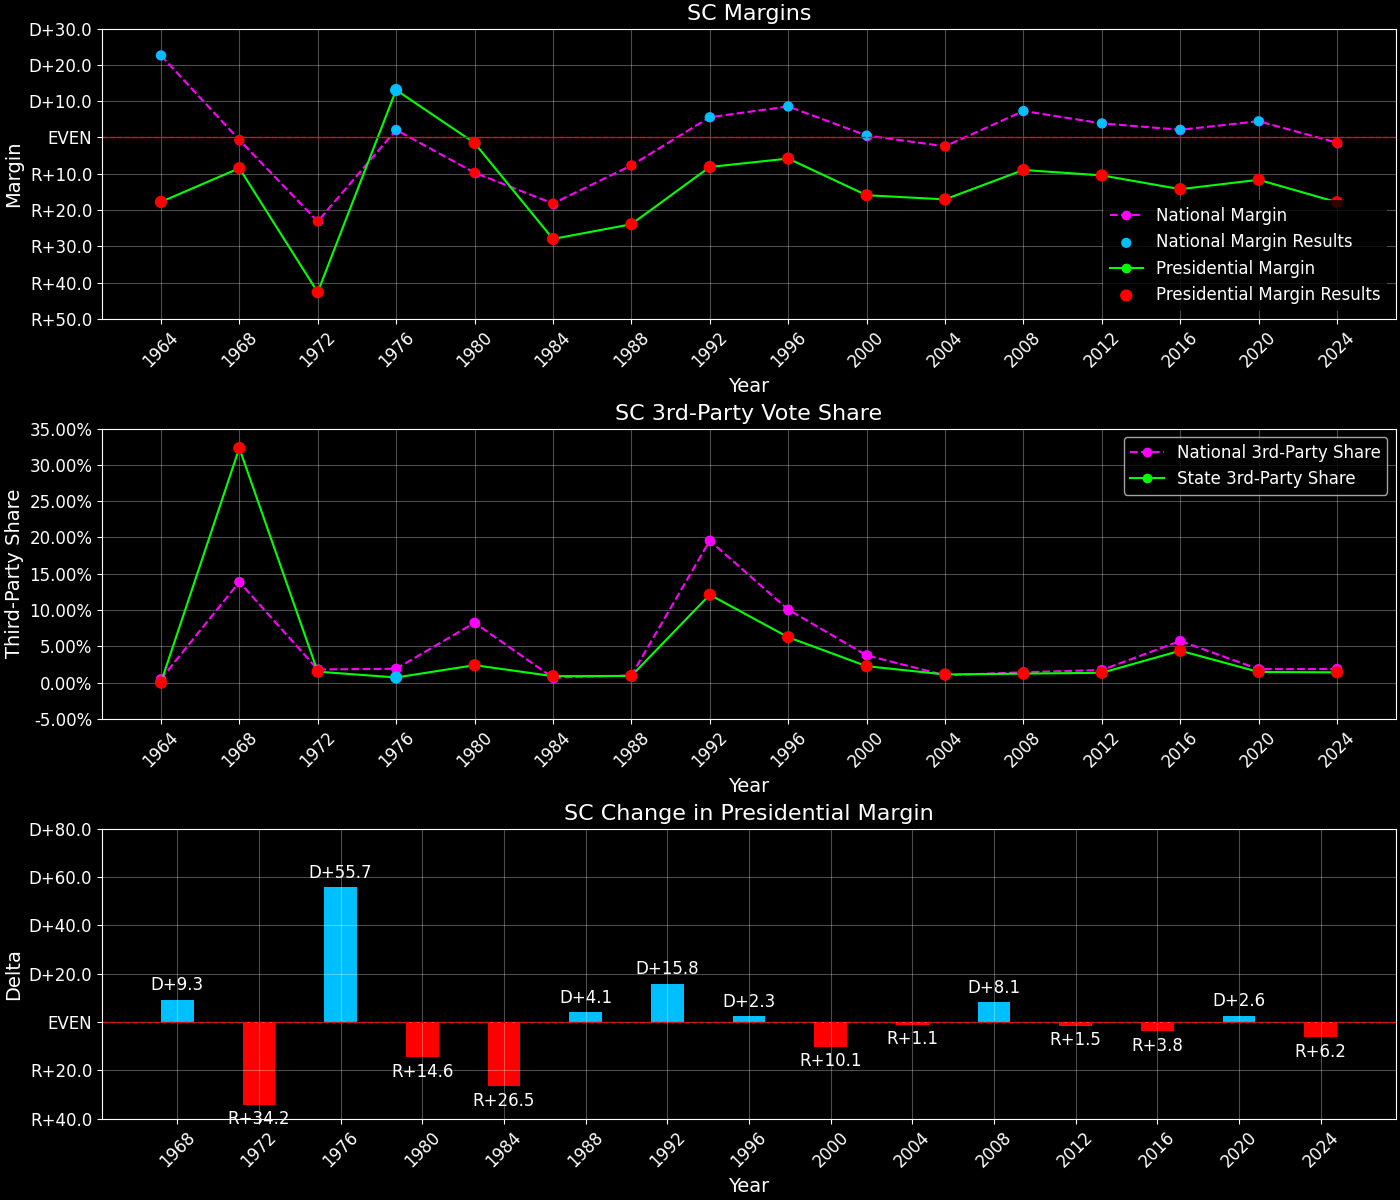 SC Margins
D+30.0
D+20.0
D+10.0
EVEN
R+10.0
R+20.0
R+30.0
R+40.0
R+50.0
Margin
National Margin
National Margin Results
Presidential Margin
Presidential Margin Results
1964 1968 1972 1976 1980 1984 1988 1992 1996 2000 2004 2008 2012 2016 2020 2024
Year
SC 3rd-Party Vote Share
35.00%
30.00%
25.00%
20.00%
15.00%
10.00%
5.00%
0.00%
-5.00%
Third-Party Share
National 3rd-Party Share
State 3rd-Party Share
1964 1968 1972 1976 1980 1984 1988 1992 1996 2000 2004 2008 2012 2016 2020 2024
Year
SC Change in Presidential Margin
D+80.0
D+60.0
D+40.0
D+20.0
EVEN
R+20.0
R+40.0
Delta
D+9.3
R+34.2
D+55.7
R+14.6
R+26.5
D+4.1
D+15.8
D+2.3
R+10.1
R+1.1
D+8.1
R+1.5
R+3.8
D+2.6
R+6.2
1968 1972 1976 1980 1984 1988 1992 1996 2000 2004 2008 2012 2016 2020 2024
Year